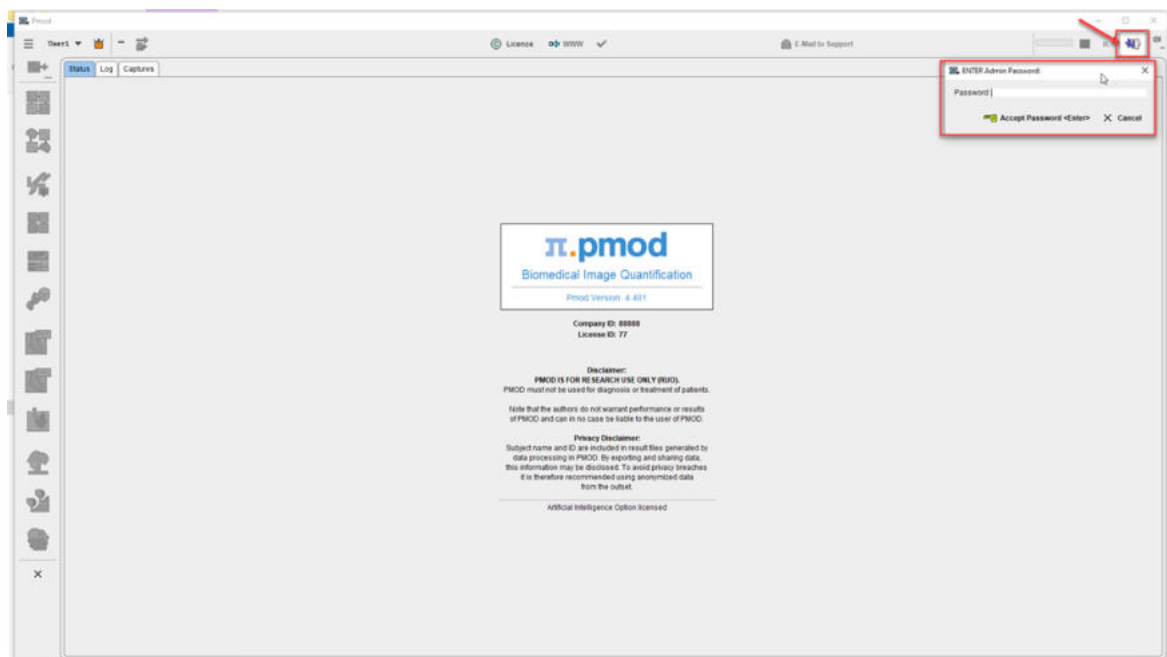 Pmod
User1
License
WWW
E-Mail to Support
Status Log Captures
ENTER Admin Password:
Password
Accept Password <Enter> Cancel
π.pmod
Biomedical Image Quantification
Pmod Version 4.401
Company ID: 88888
License ID: 77
Disclaimer:
PMOD IS FOR RESEARCH USE ONLY (RUO).
PMOD must not be used for diagnosis or treatment of patients.
Note that the authors do not warrant performance or results
of PMOD and can in no case be liable to the user of PMOD.
Privacy Disclaimer:
Subject name and ID are included in result files generated by
data processing in PMOD. By exporting and sharing data,
this information may be disclosed. To avoid privacy breaches
it is therefore recommended using anonymized data
from the outset.
Artificial Intelligence Option licensed